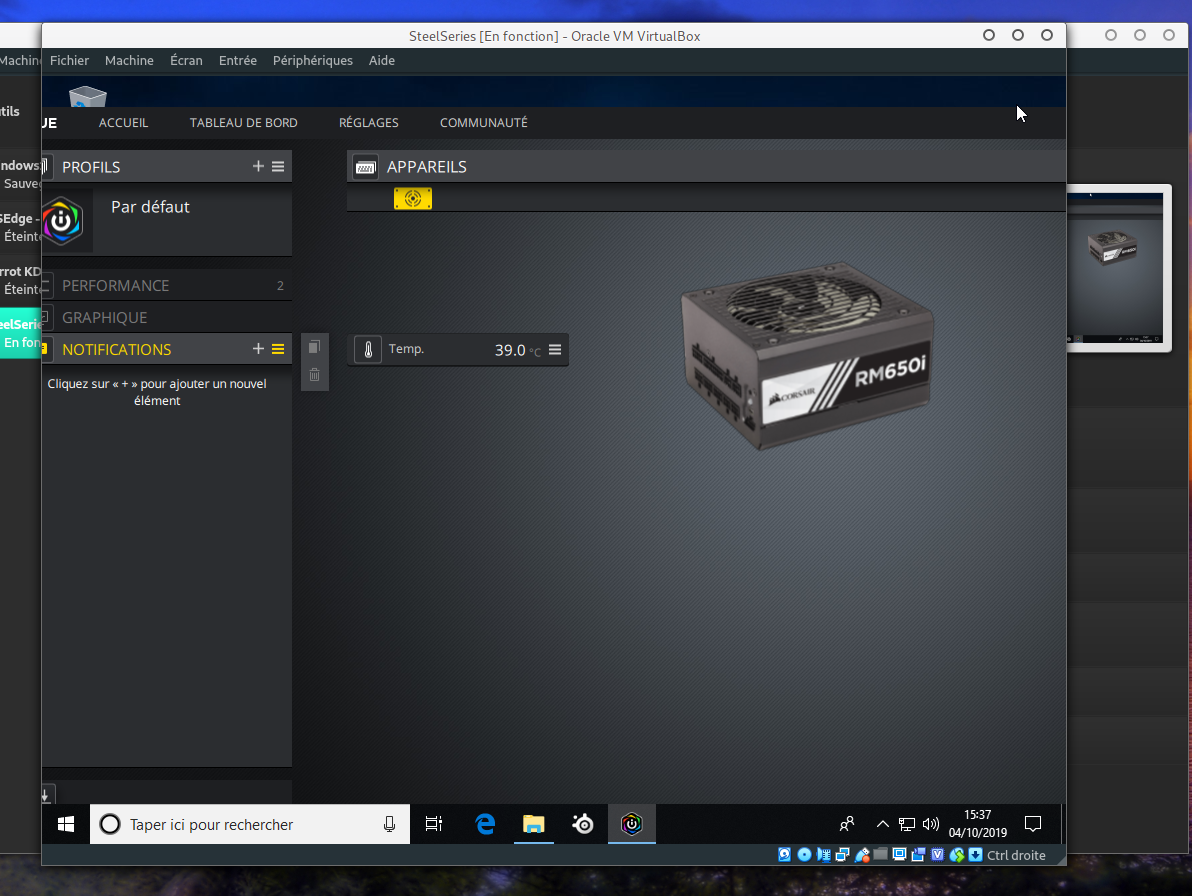 SteelSeries [En fonction] - Oracle VM VirtualBox
Machine
Fichier Machine Écran Entrée Périphériques Aide
tils
UE ACCUEIL TABLEAU DE BORD RÉGLAGES COMMUNAUTÉ
ndows
Sauve
PROFILS + APPAREILS
Par défaut
SEdge -
Éteint
rrot KD
Éteint
PERFORMANCE 2
GRAPHIQUE
eelSerie
En fon
NOTIFICATIONS +
Temp. 39.0 °C
Cliquez sur « + » pour ajouter un nouvel
élément
RM650i
CORSAIR
Taper ici pour rechercher
15:37
04/10/2019
Ctrl droite